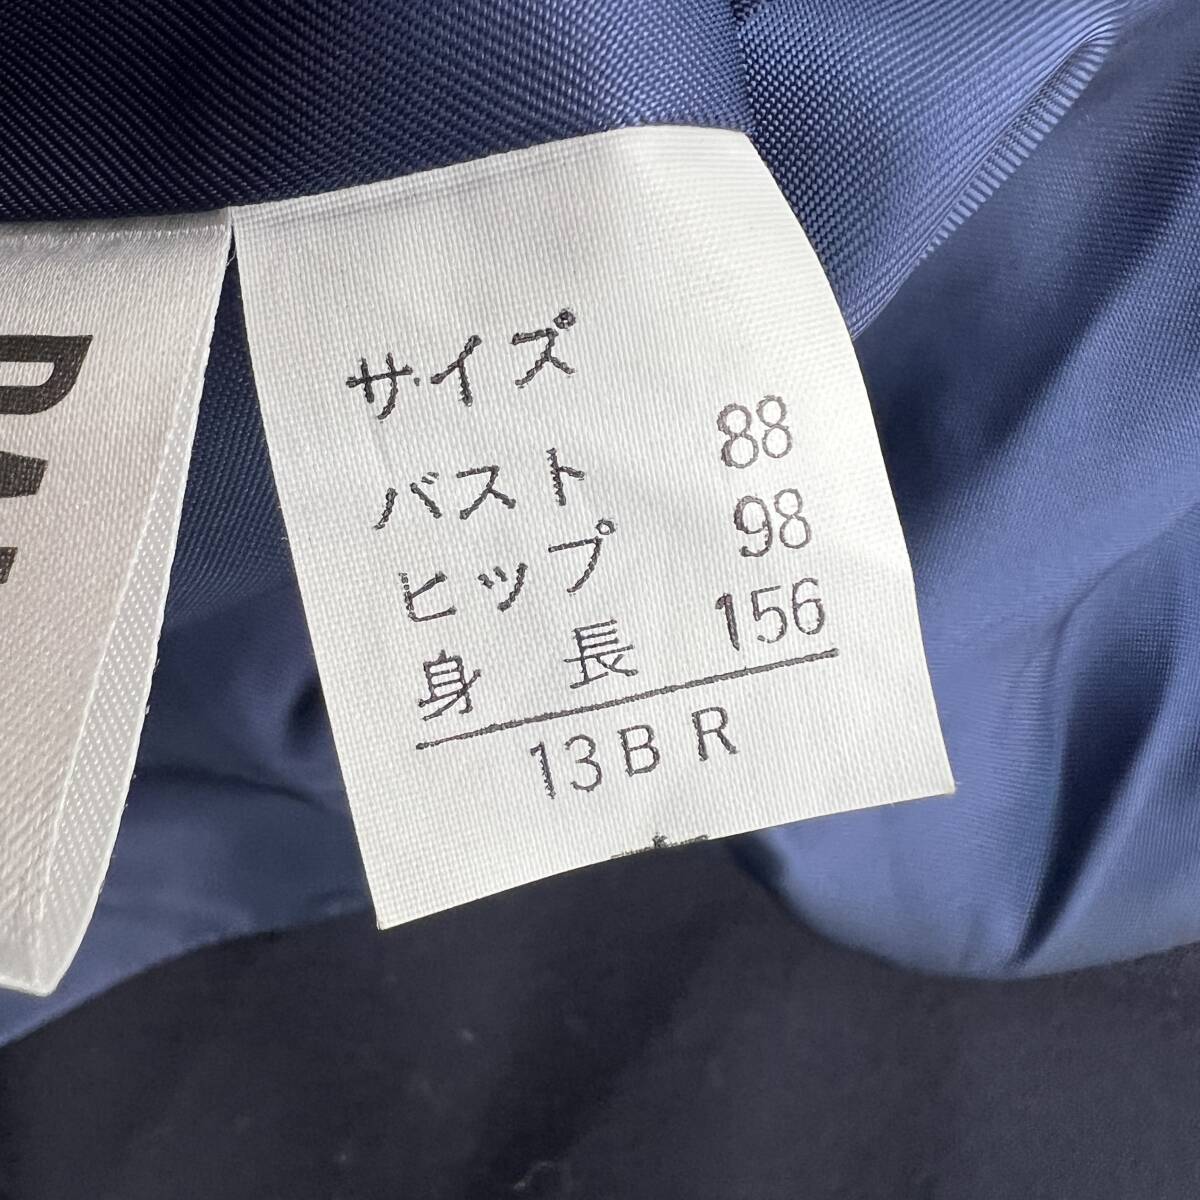 サイズ
バスト 88
ヒップ 98
身長 156
13BR